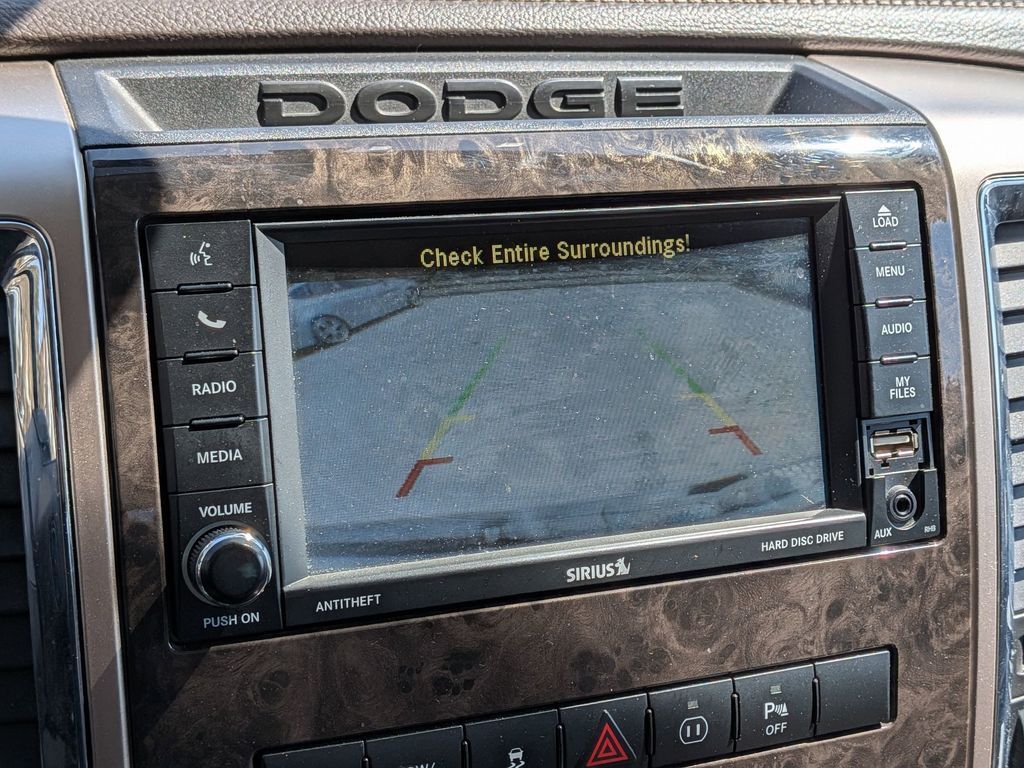 DODGE
Check Entire Surroundings!
LOAD
MENU
RADIO
AUDIO
MEDIA
MY
FILES
VOLUME
PUSH ON
AUX
RHB
HARD DISC DRIVE
SIRIUS
ANTITHEFT
P
OFF